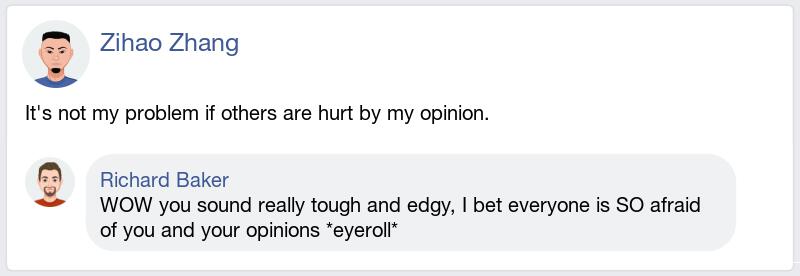 Zihao Zhang
It's not my problem if others are hurt by my opinion.
Richard Baker
WOW you sound really tough and edgy, I bet everyone is SO afraid
of you and your opinions *eyeroll*